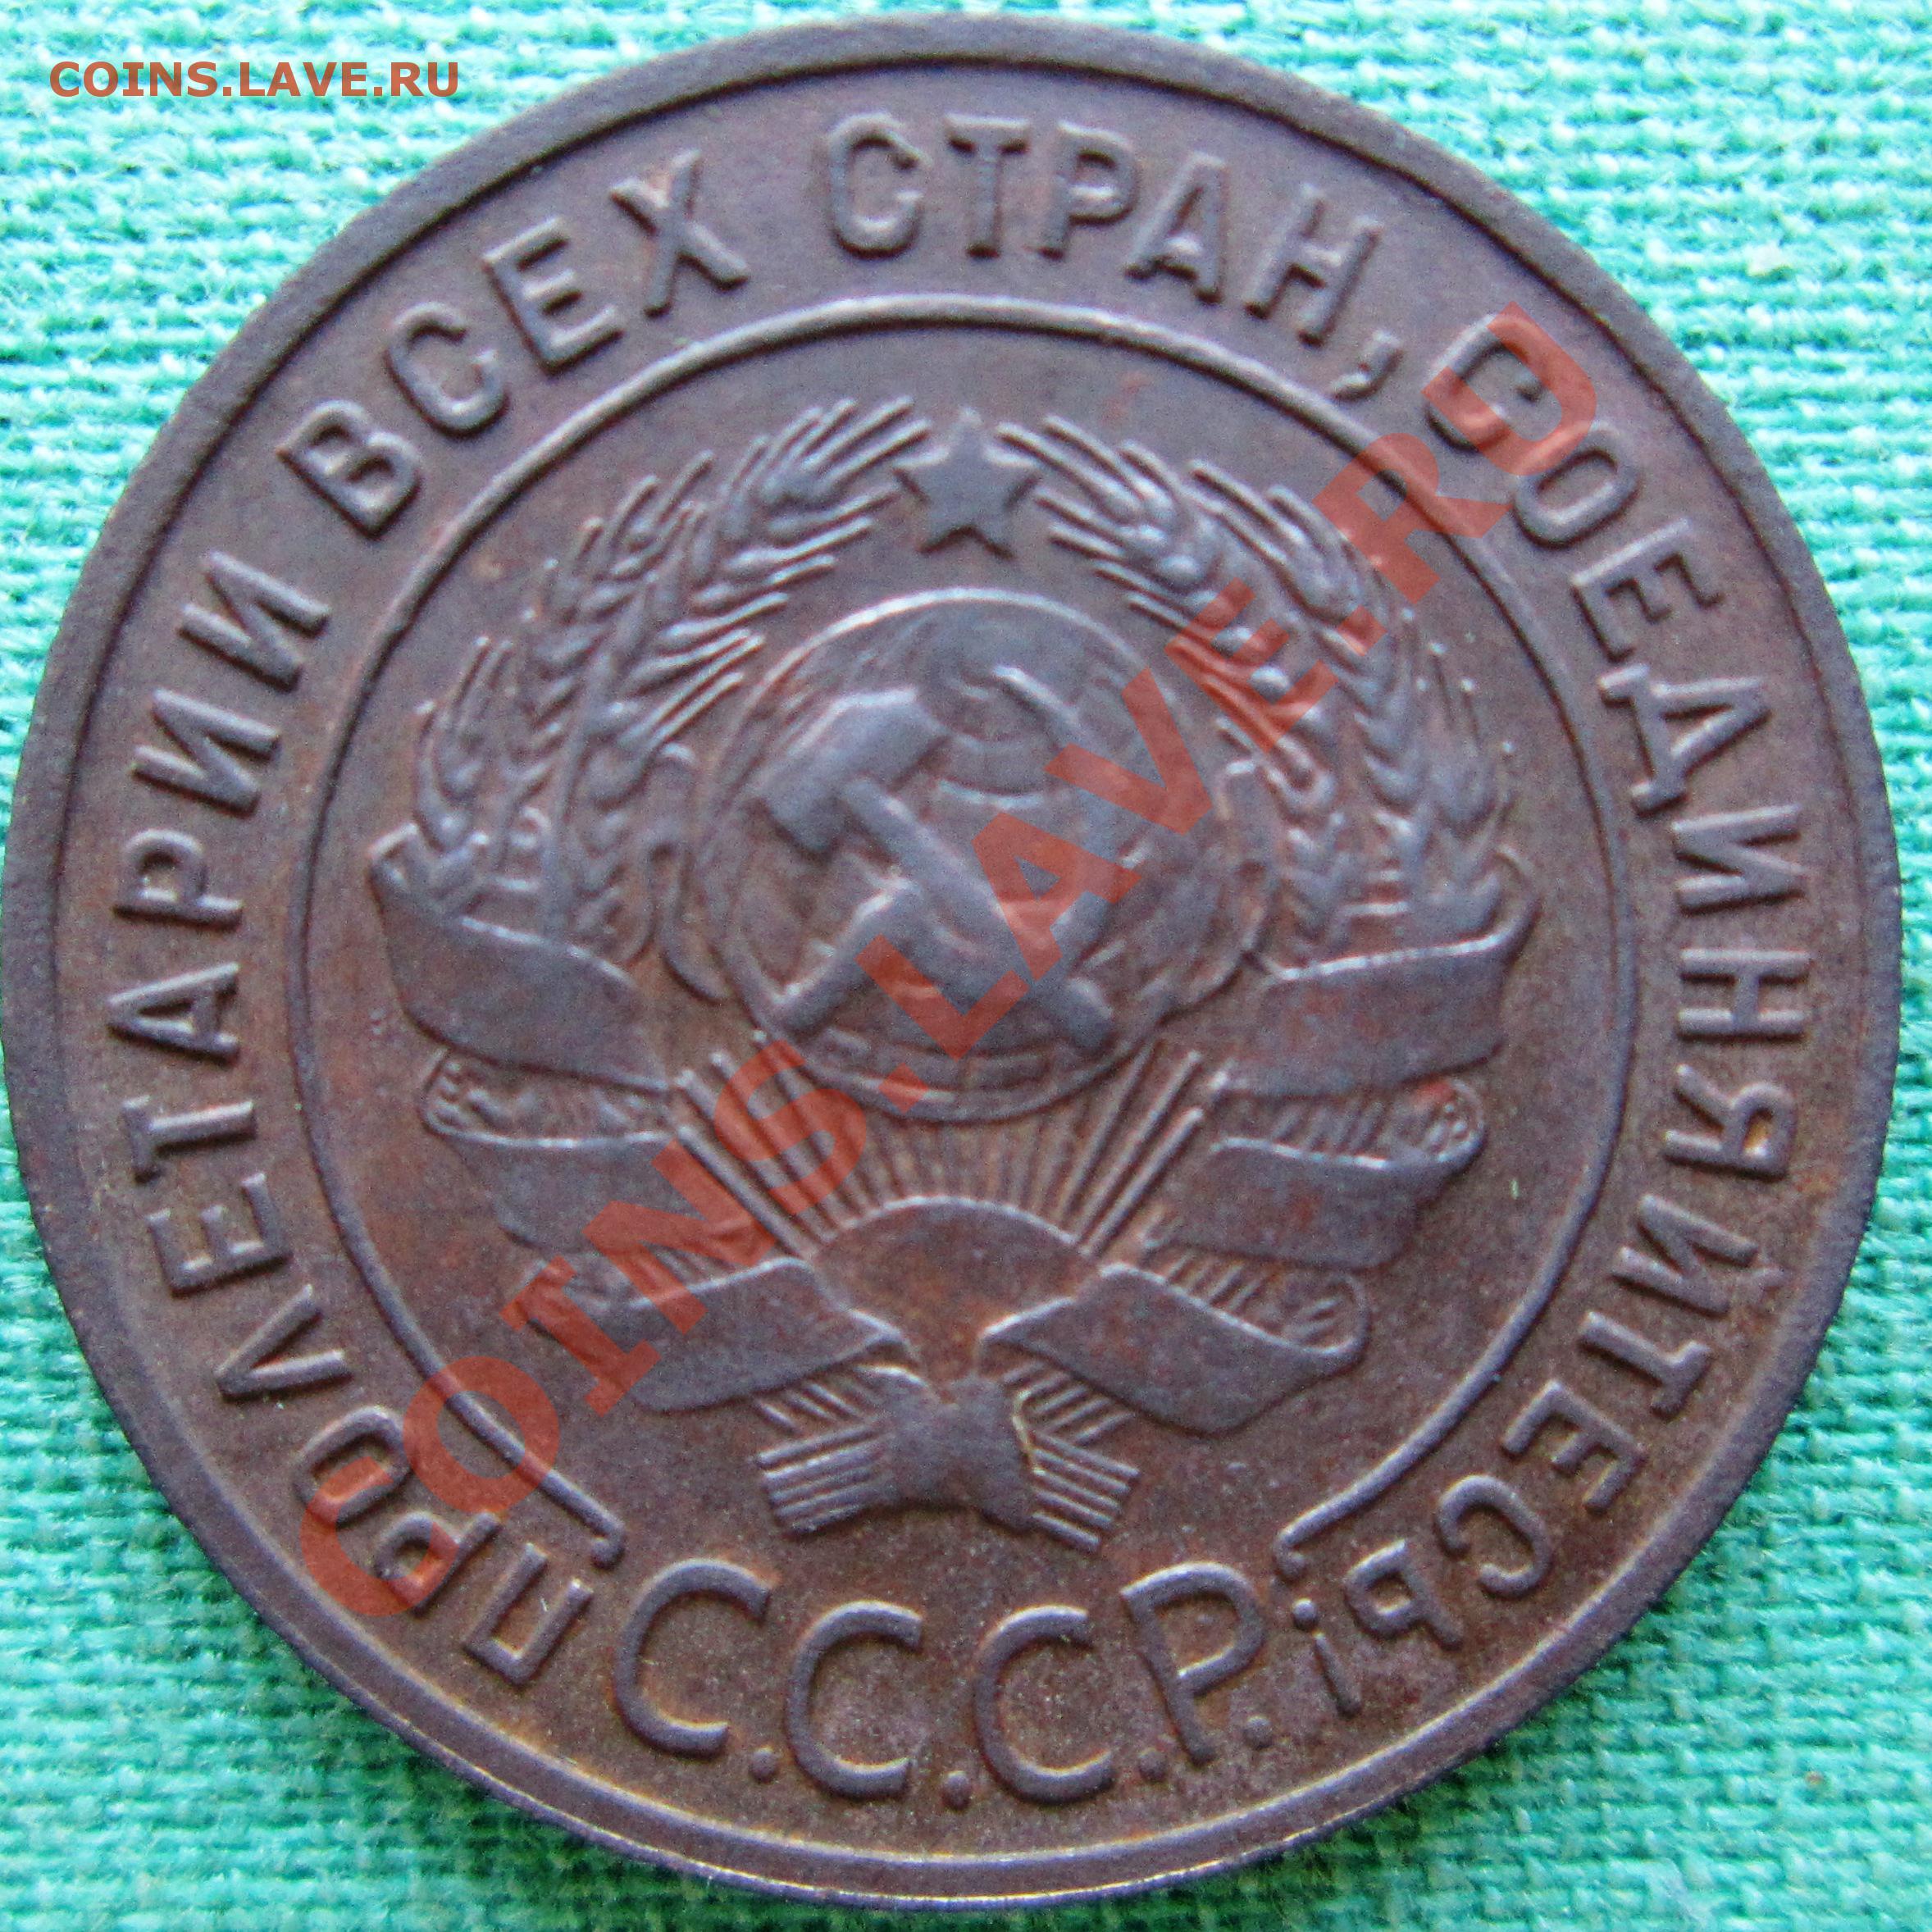 COINS.LAVE.RU
ПРОЛЕТАРИИ ВСЕХ СТРАН, СОЕДИНЯЙТЕСЬ!
С.С.С.Р.
COINS.LAVE.RU